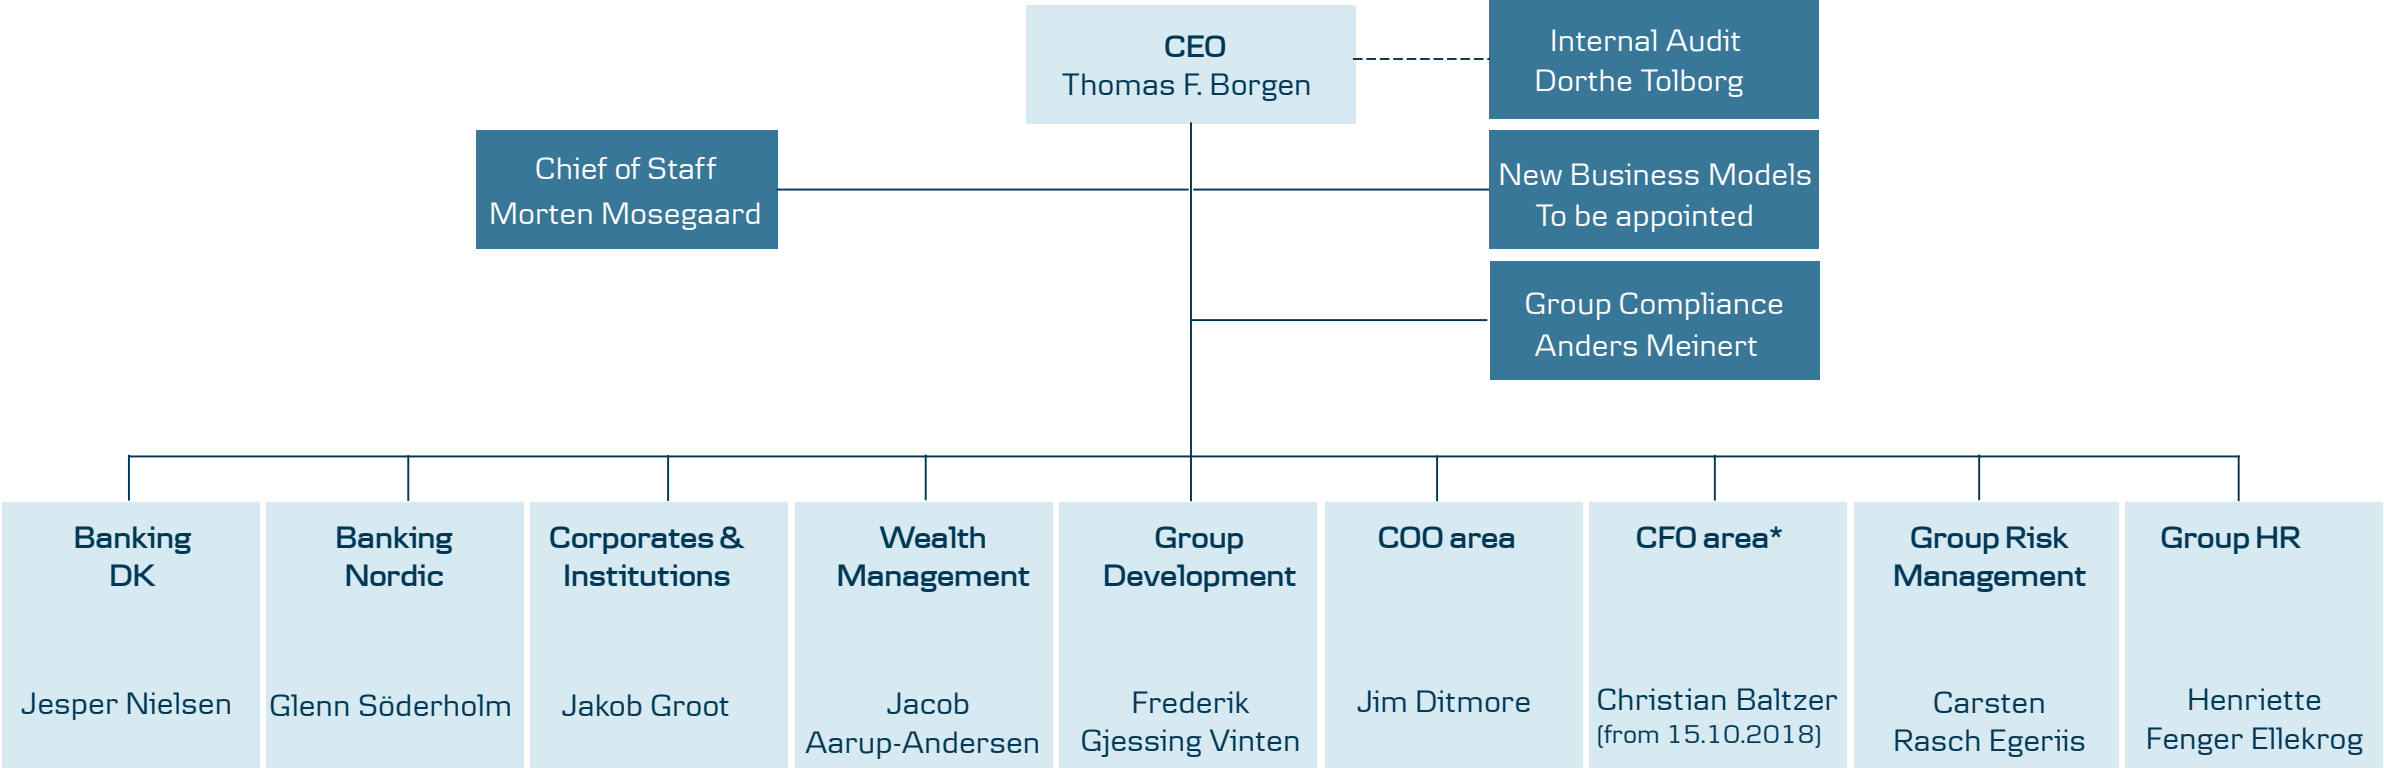 CEO
Thomas F. Borgen
Internal Audit
Dorthe Tolborg
Chief of Staff
Morten Mosegaard
New Business Models
To be appointed
Group Compliance
Anders Meinert
Banking
DK
Jesper Nielsen
Banking
Nordic
Glenn Söderholm
Corporates &
Institutions
Jakob Groot
Wealth
Management
Jacob
Aarup-Andersen
Group
Development
Frederik
Gjessing Vinten
COO area
Jim Ditmore
CFO area*
Christian Baltzer
(from 15.10.2018)
Group Risk
Management
Carsten
Rasch Egeriis
Group HR
Henriette
Fenger Ellekrog